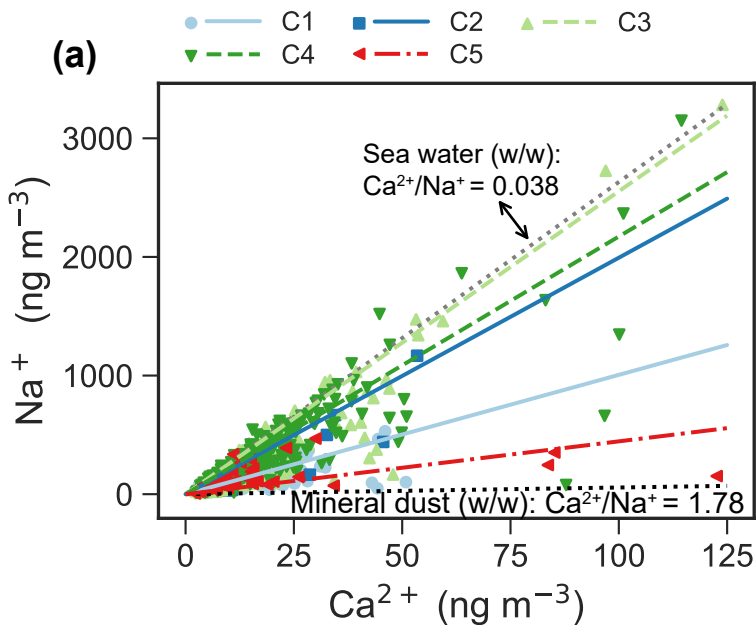 C1 C2 C3
C4 C5
(a)
Sea water (w/w):
Ca²⁺/Na⁺ = 0.038
Mineral dust (w/w): Ca²⁺/Na⁺ = 1.78
3000
2000
1000
0
Na⁺ (ng m⁻³)
0 25 50 75 100 125
Ca²⁺ (ng m⁻³)